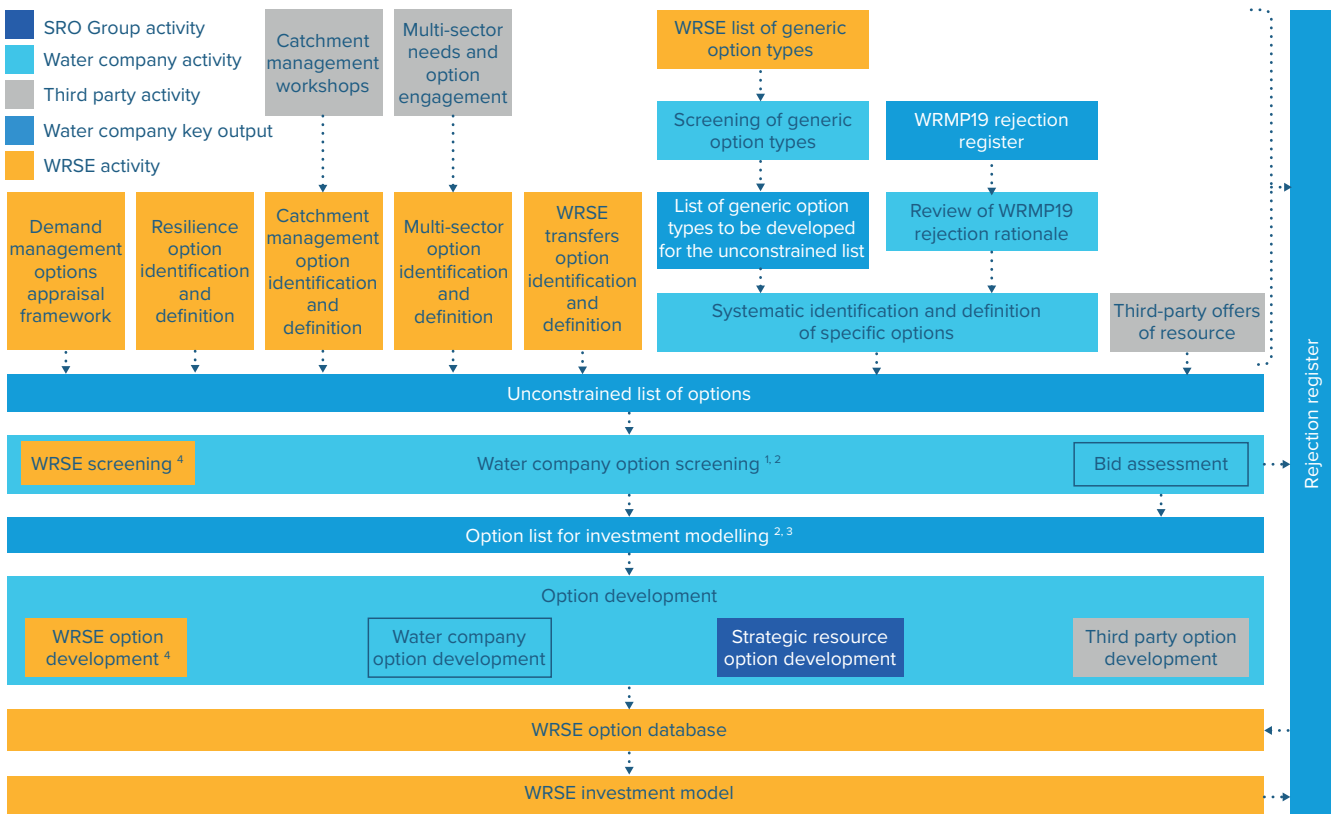 SRO Group activity
Water company activity
Third party activity
Water company key output
WRSE activity
Catchment
management
workshops
Multi-sector
needs and
option
engagement
WRSE list of generic
option types
Screening of generic
option types
WRMP19 rejection
register
Demand
management
options
appraisal
framework
Resilience
option
identification
and
definition
Catchment
management
option
identification
and
definition
Multi-sector
option
identification
and
definition
WRSE
transfers
option
identification
and
definition
List of generic option
types to be developed
for the unconstrained list
Review of WRMP19
rejection rationale
Systematic identification and definition
of specific options
Third-party offers
of resource
Unconstrained list of options
WRSE screening 4
Water company option screening 1, 2
Bid assessment
Option list for investment modelling 2, 3
Option development
WRSE option
development 4
Water company
option development
Strategic resource
option development
Third party option
development
WRSE option database
WRSE investment model
Rejection register